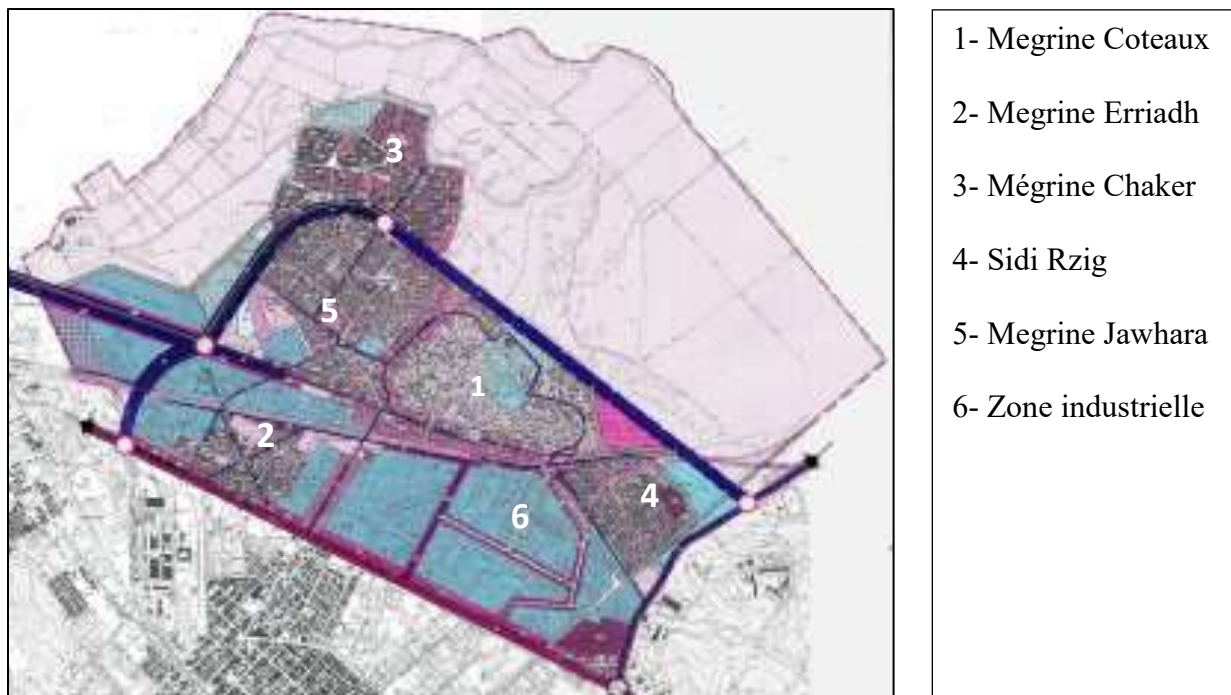 3
5
1
2
4
6
1- Megrine Coteaux
2- Megrine Erriadh
3- Mégrine Chaker
4- Sidi Rzig
5- Megrine Jawhara
6- Zone industrielle